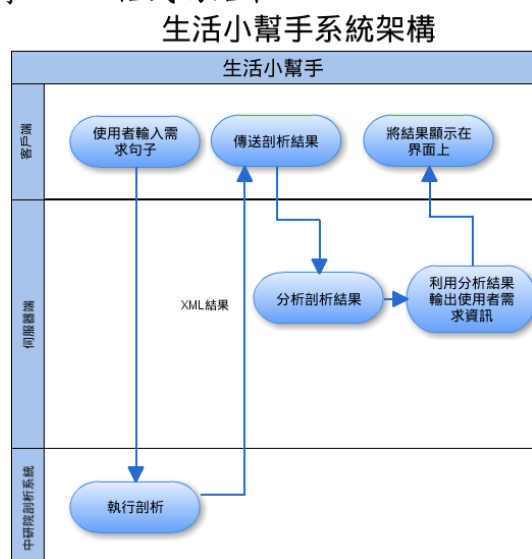 生活小幫手系統架構
生活小幫手
客戶端
使用者輸入需
求句子
傳送剖析結果
將結果顯示在
界面上
伺服器端
XML結果
分析剖析結果
利用分析結果
輸出使用者需
求資訊
中研院剖析系統
執行剖析